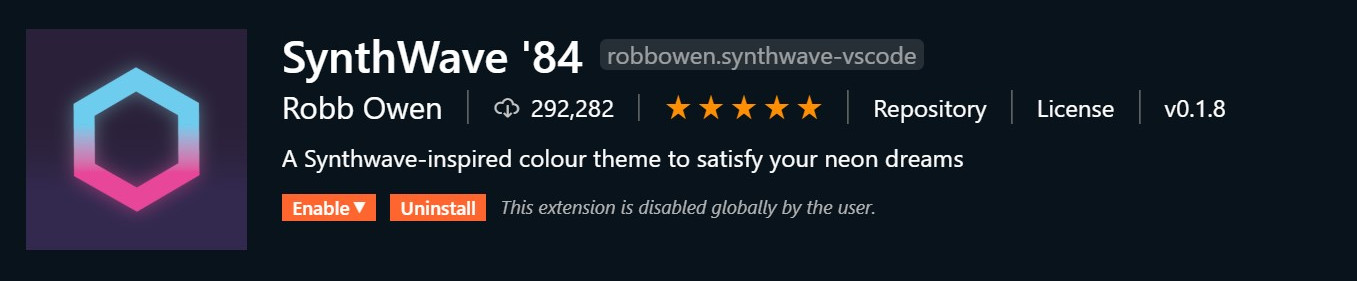 SynthWave '84 robbowen.synthwave-vscode
Robb Owen 292,282 ★★★★★ Repository License v0.1.8
A Synthwave-inspired colour theme to satisfy your neon dreams
Enable▼ Uninstall This extension is disabled globally by the user.